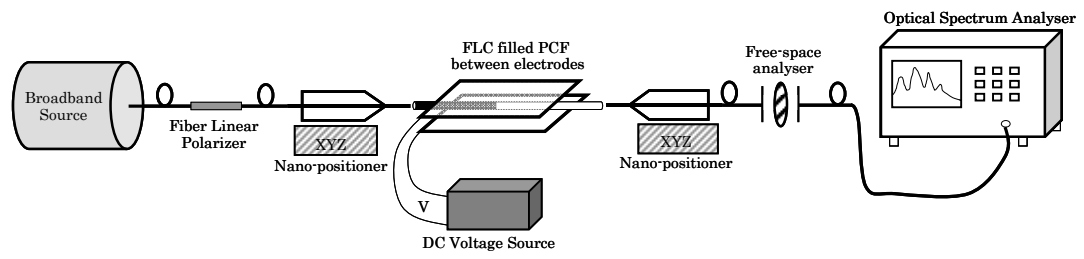 Optical Spectrum Analyser
FLC filled PCF
between electrodes
Free-space
analyser
Broadband
Source
Fiber Linear
Polarizer
XYZ
Nano-positioner
XYZ
Nano-positioner
V
DC Voltage Source